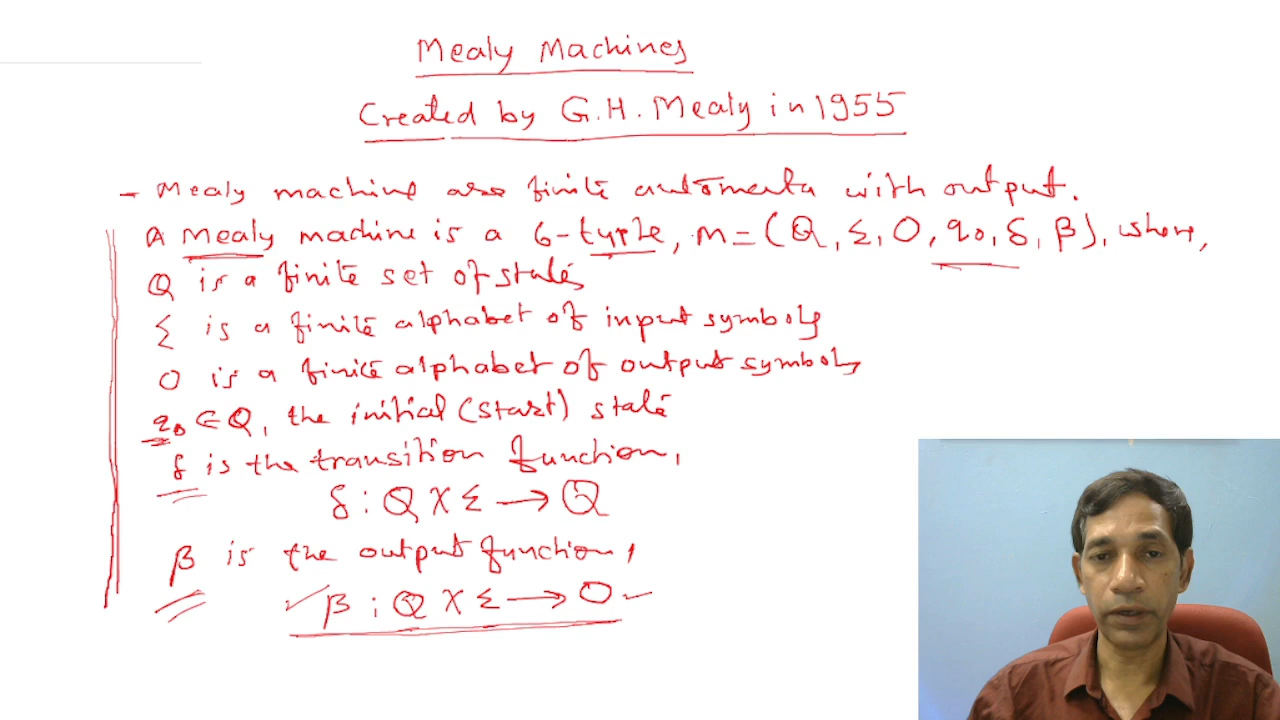 Mealy Machines
Created by G.H. Mealy in 1955
- Mealy machine are finite automata with output.
A Mealy machine is a 6-tuple, M = (Q, Σ, O, q0, δ, β), where,
Q is a finite set of states
Σ is a finite alphabet of input symbols
O is a finite alphabet of output symbols
q0 ∈ Q, the initial (start) state
δ is the transition function,
δ : Q X Σ → Q
β is the output function,
β : Q X Σ → O